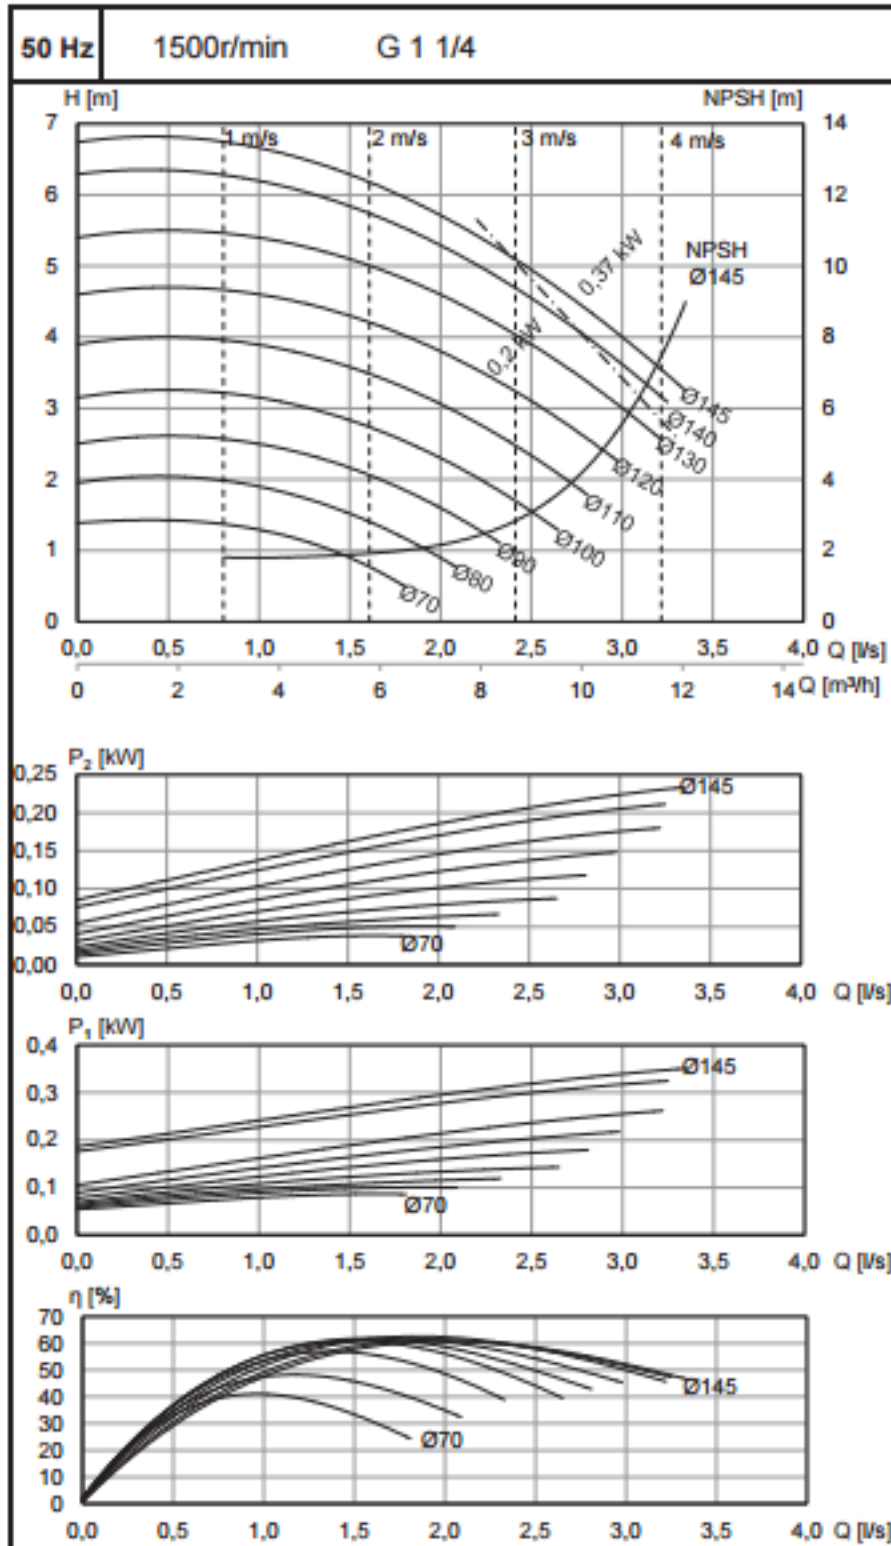 50 Hz 1500r/min G 1 1/4
H [m] NPSH [m]
7 1 m/s 2 m/s 3 m/s 4 m/s 14
6 12
0,37 kW
NPSH
Ø145
5 10
4 0,2 kW 8
3 Ø145 6
Ø140
Ø130
2 Ø120 4
Ø110
Ø100
1 Ø90 2
Ø80
Ø70
0 0
0,0 0,5 1,0 1,5 2,0 2,5 3,0 3,5 4,0 Q [l/s]
0 2 4 6 8 10 12 14 Q [m³/h]
P₂ [kW]
0,25
Ø145
0,20
0,15
0,10
0,05
Ø70
0,00
0,0 0,5 1,0 1,5 2,0 2,5 3,0 3,5 4,0 Q [l/s]
P₁ [kW]
0,4
Ø145
0,3
0,2
0,1
Ø70
0,0
0,0 0,5 1,0 1,5 2,0 2,5 3,0 3,5 4,0 Q [l/s]
η [%]
70
60
50
Ø145
40
30
Ø70
20
10
0
0,0 0,5 1,0 1,5 2,0 2,5 3,0 3,5 4,0 Q [l/s]